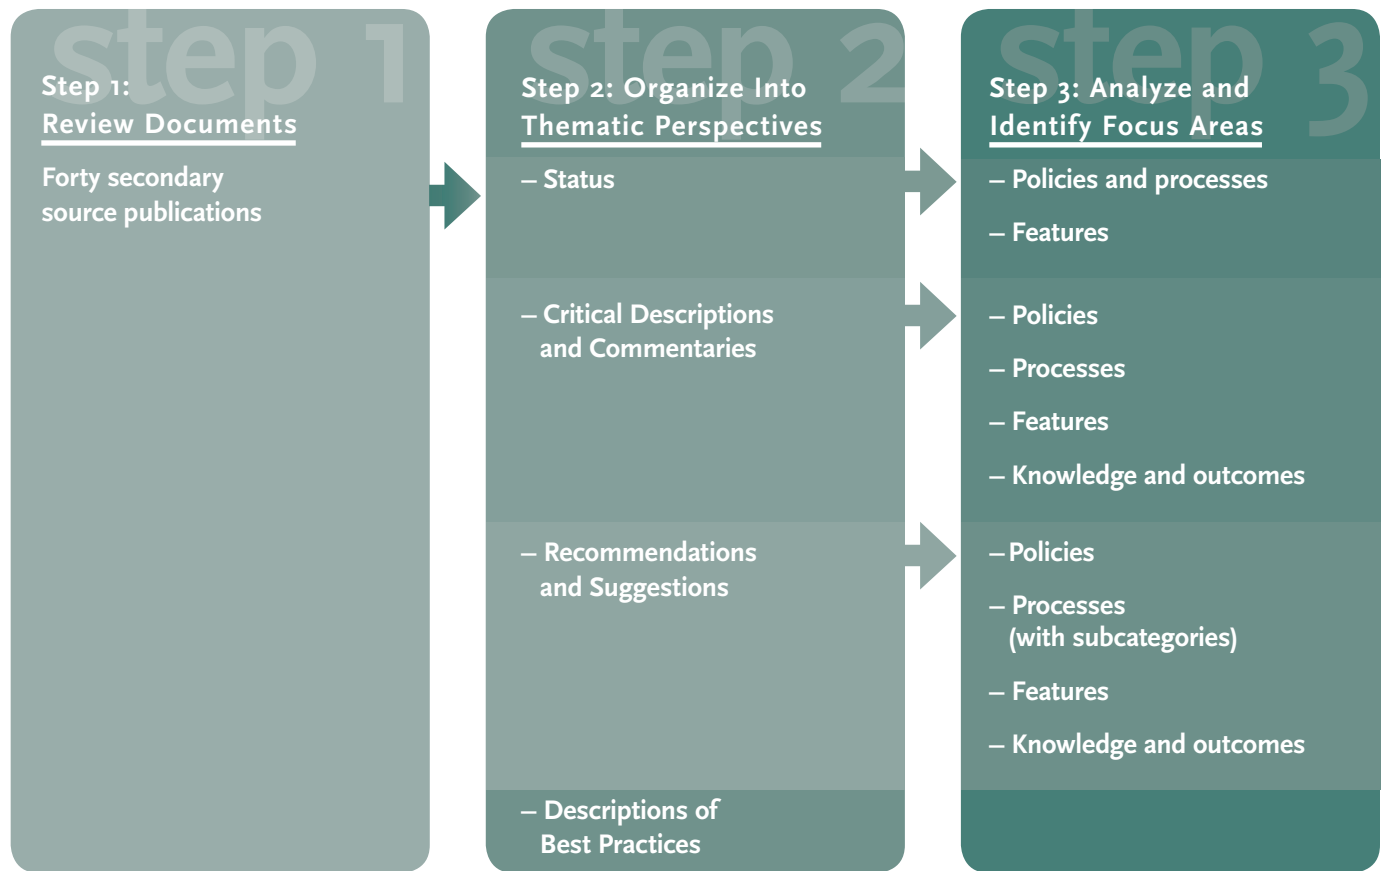 step 1
Step 1:
Review Documents
Forty secondary
source publications
step 2
Step 2: Organize Into
Thematic Perspectives
– Status
– Critical Descriptions
and Commentaries
– Recommendations
and Suggestions
– Descriptions of
Best Practices
step 3
Step 3: Analyze and
Identify Focus Areas
– Policies and processes
– Features
– Policies
– Processes
– Features
– Knowledge and outcomes
– Policies
– Processes
(with subcategories)
– Features
– Knowledge and outcomes